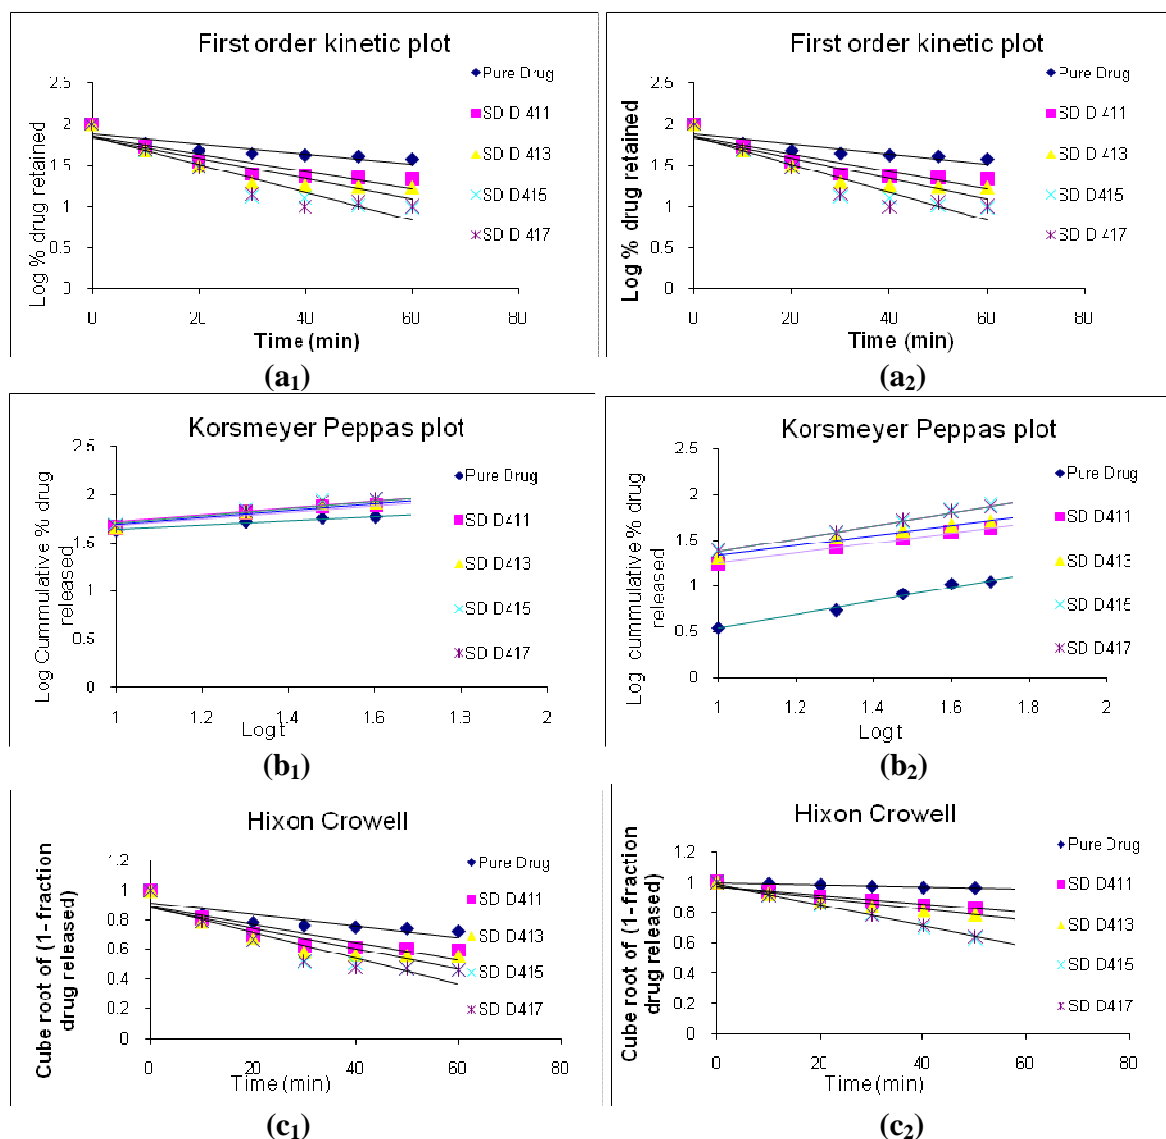 First order kinetic plot
Log % drug retained
2.5
2
1.5
1
0.5
0
0
20
40
60
80
Time (min)
Pure Drug
SD D 411
SD D 413
SD D415
SD D 417
(a1)
First order kinetic plot
Log % drug retained
2.5
2
1.5
1
0.5
0
0
20
40
60
80
Time (min)
Pure Drug
SD D 411
SD D 413
SD D415
SD D 417
(a2)
Korsmeyer Peppas plot
Log Cummulative % drug
released
2.5
2
1.5
1
0.5
0
1
1.2
1.4
1.6
1.8
2
Log t
Pure Drug
SD D411
SD D413
SD D415
SD D417
(b1)
Korsmeyer Peppas plot
Log cumulative % drug
released
2.5
2
1.5
1
0.5
0
1
1.2
1.4
1.6
1.8
2
Log t
Pure Drug
SD D411
SD D413
SD D415
SD D417
(b2)
Hixon Crowell
Cube root of (1-fraction
drug released)
1.2
1
0.8
0.6
0.4
0.2
0
0
20
40
60
80
Time (min)
Pure Drug
SD D411
SD D413
SD D415
SD D417
(c1)
Hixon Crowell
Cube root of (1-fraction
drug released)
1.2
1
0.8
0.6
0.4
0.2
0
0
20
40
60
80
Time (min)
Pure Drug
SD D411
SD D413
SD D415
SD D417
(c2)